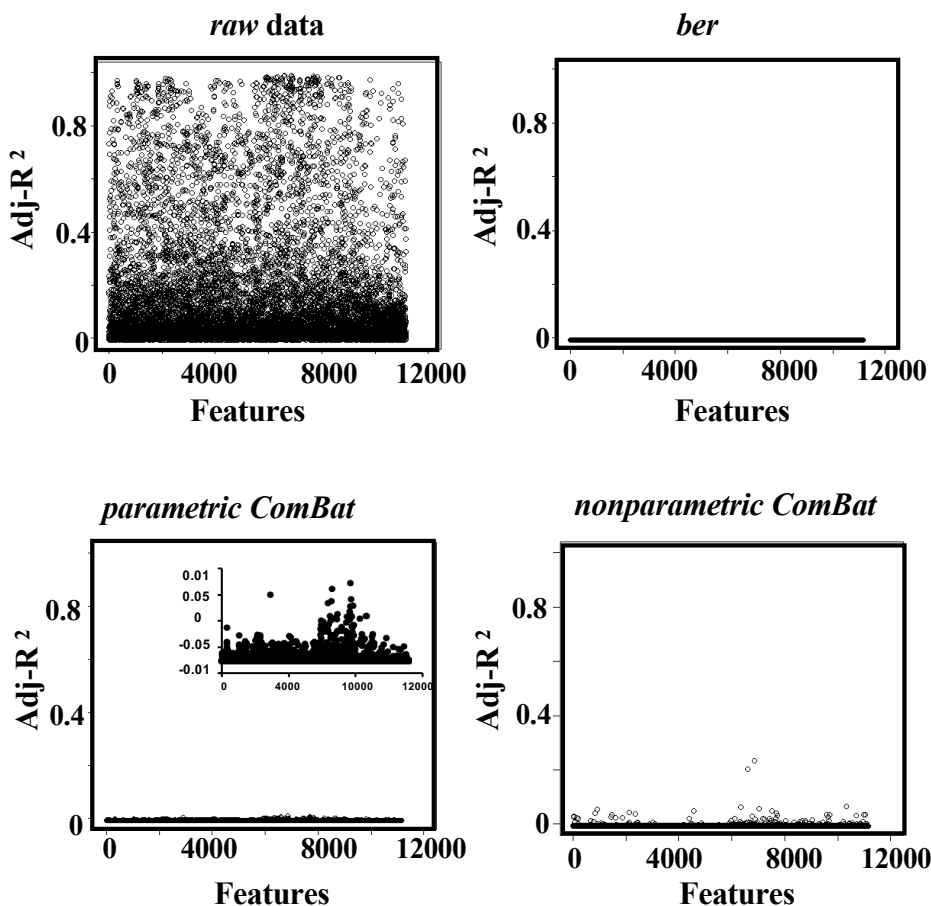 raw data
Adj-R 2
0.8
0.4
0
0 4000 8000 12000
Features
ber
Adj-R 2
0.8
0.4
0
0 4000 8000 12000
Features
parametric ComBat
Adj-R 2
0.8
0.4
0
0.01
0.05
0
-0.05
-0.01
0 4000 10000 12000
0 4000 8000 12000
Features
nonparametric ComBat
Adj-R 2
0.8
0.4
0
0 4000 8000 12000
Features